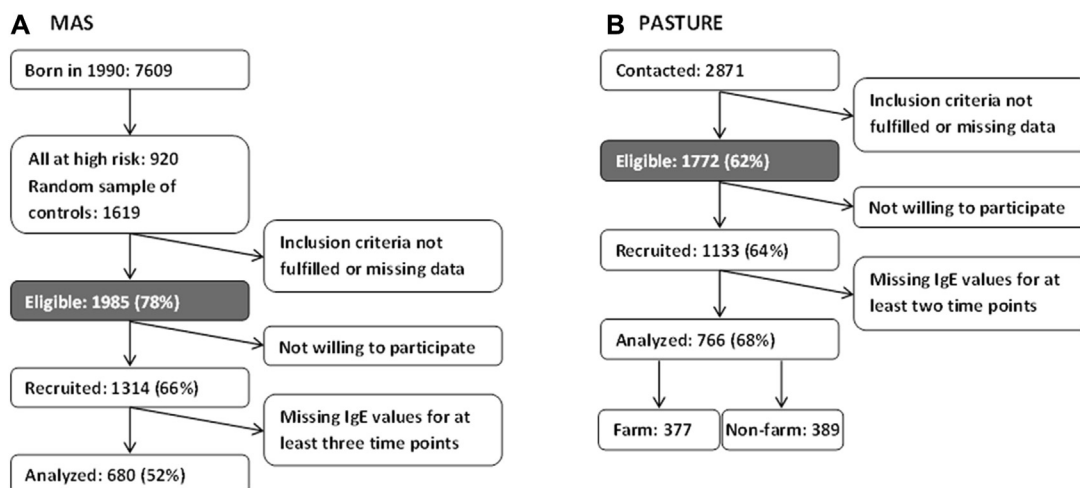 A MAS
Born in 1990: 7609
All at high risk: 920
Random sample of
controls: 1619
Inclusion criteria not
fulfilled or missing data
Eligible: 1985 (78%)
Not willing to participate
Recruited: 1314 (66%)
Missing IgE values for at
least three time points
Analyzed: 680 (52%)
B PASTURE
Contacted: 2871
Inclusion criteria not
fulfilled or missing data
Eligible: 1772 (62%)
Not willing to participate
Recruited: 1133 (64%)
Missing IgE values for at
least two time points
Analyzed: 766 (68%)
Farm: 377
Non-farm: 389